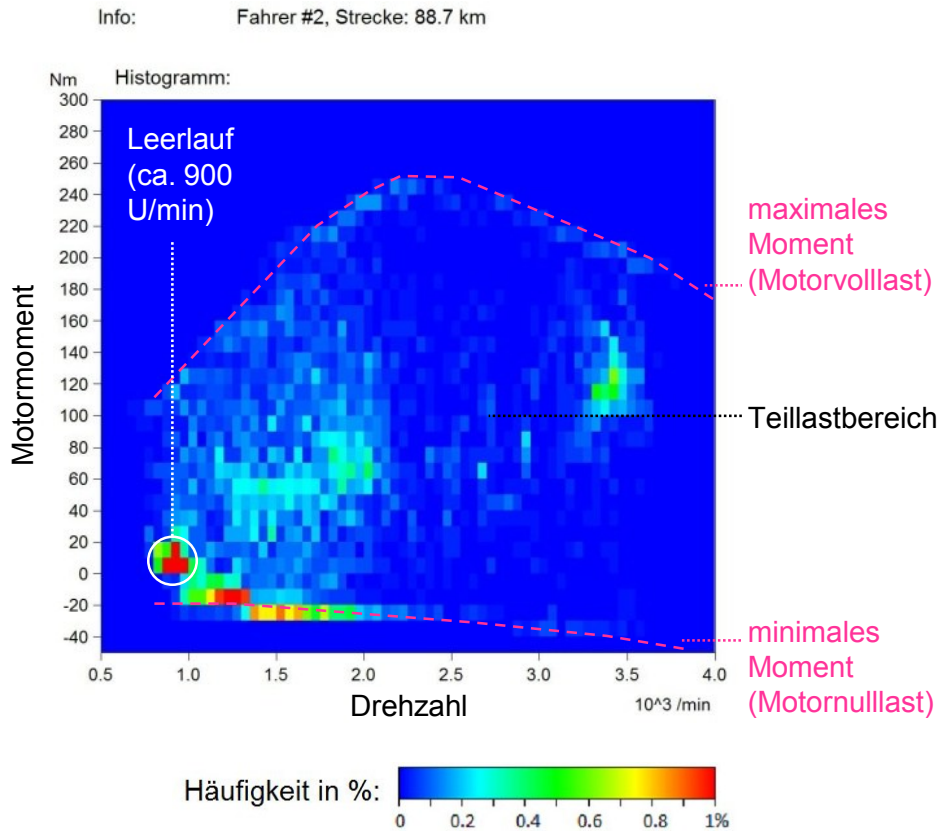 Info: Fahrer #2, Strecke: 88.7 km
Nm Histogramm:
300
280
260
240
220
200
180
160
140
120
100
80
60
40
20
0
-20
-40
Motormoment
Leerlauf
(ca. 900
U/min)
maximales
Moment
(Motorvolllast)
Teillastbereich
minimales
Moment
(Motornulllast)
0.5 1.0 1.5 2.0 2.5 3.0 3.5 4.0
Drehzahl 10^3 /min
Häufigkeit in %:
0 0.2 0.4 0.6 0.8 1%